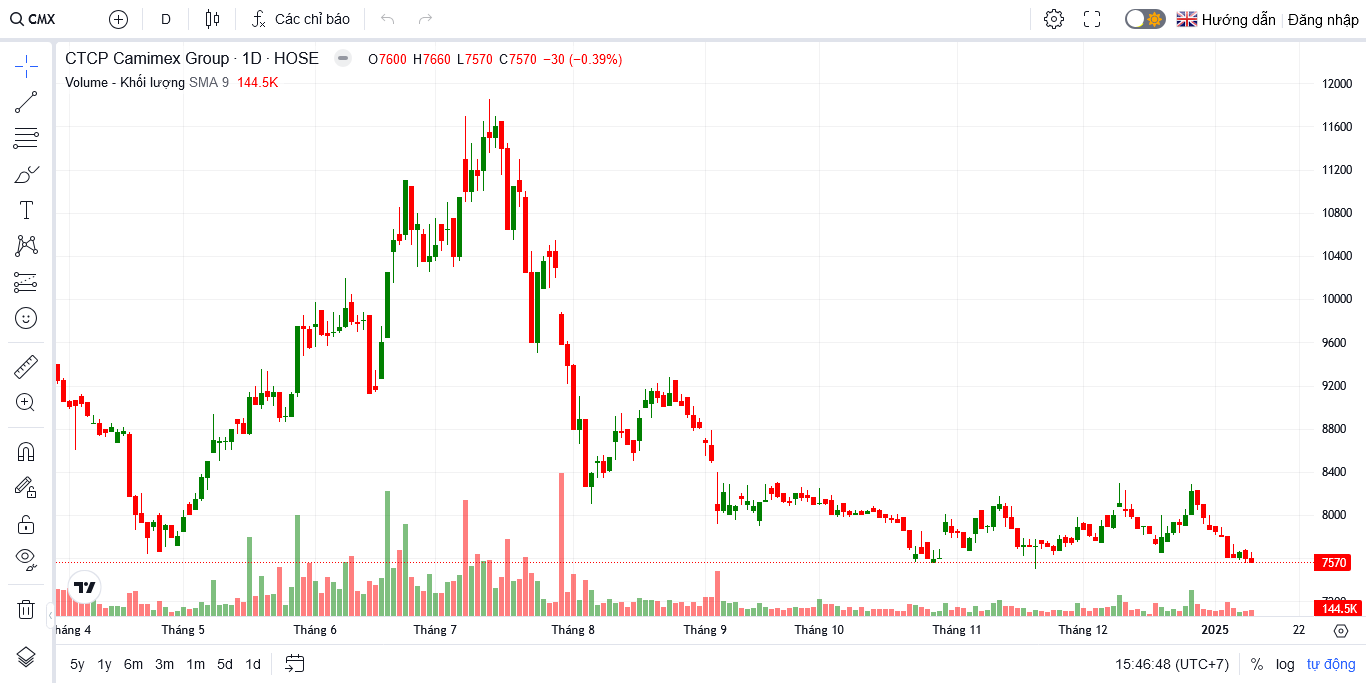 CMX D Các chỉ báo Hướng dẫn Đăng nhập
CTCP Camimex Group · 1D · HOSE O7600 H7660 L7570 C7570 −30 (−0.39%)
Volume - Khối lượng SMA 9 144.5K
12000
11600
11200
10800
10400
10000
9600
9200
8800
8400
8000
7570
144.5K
háng 4 Tháng 5 Tháng 6 Tháng 7 Tháng 8 Tháng 9 Tháng 10 Tháng 11 Tháng 12 2025 22
5y 1y 6m 3m 1m 5d 1d 15:46:48 (UTC+7) % log tự động